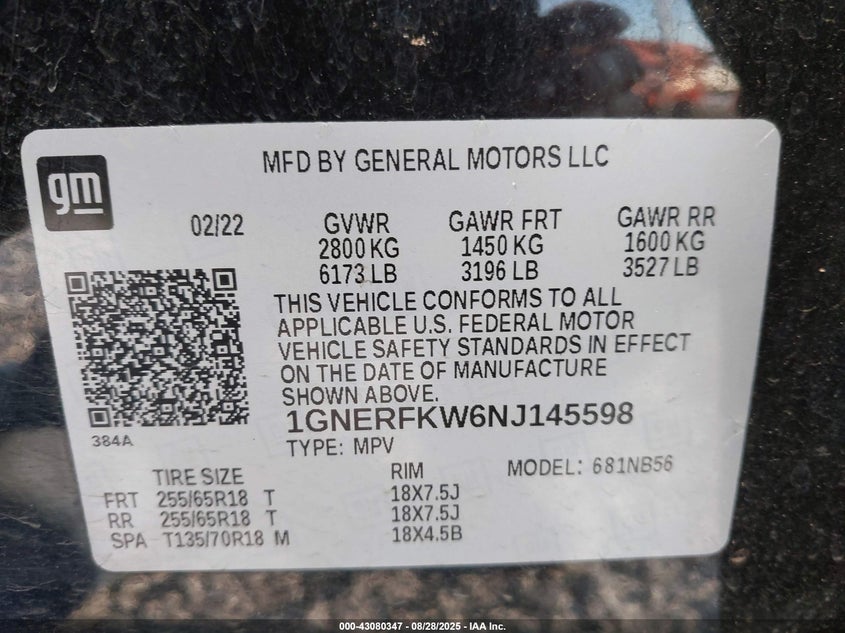 gm
MFD BY GENERAL MOTORS LLC
02/22 GVWR GAWR FRT GAWR RR
2800 KG 1450 KG 1600 KG
6173 LB 3196 LB 3527 LB
THIS VEHICLE CONFORMS TO ALL
APPLICABLE U.S. FEDERAL MOTOR
VEHICLE SAFETY STANDARDS IN EFFECT
ON THE DATE OF MANUFACTURE
SHOWN ABOVE.
1GNERFKW6NJ145598
384A
TYPE: MPV
TIRE SIZE RIM MODEL: 681NB56
FRT 255/65R18 T 18X7.5J
RR 255/65R18 T 18X7.5J
SPA T135/70R18 M 18X4.5B
000-43080347 | 08/28/2025 - IAA Inc.